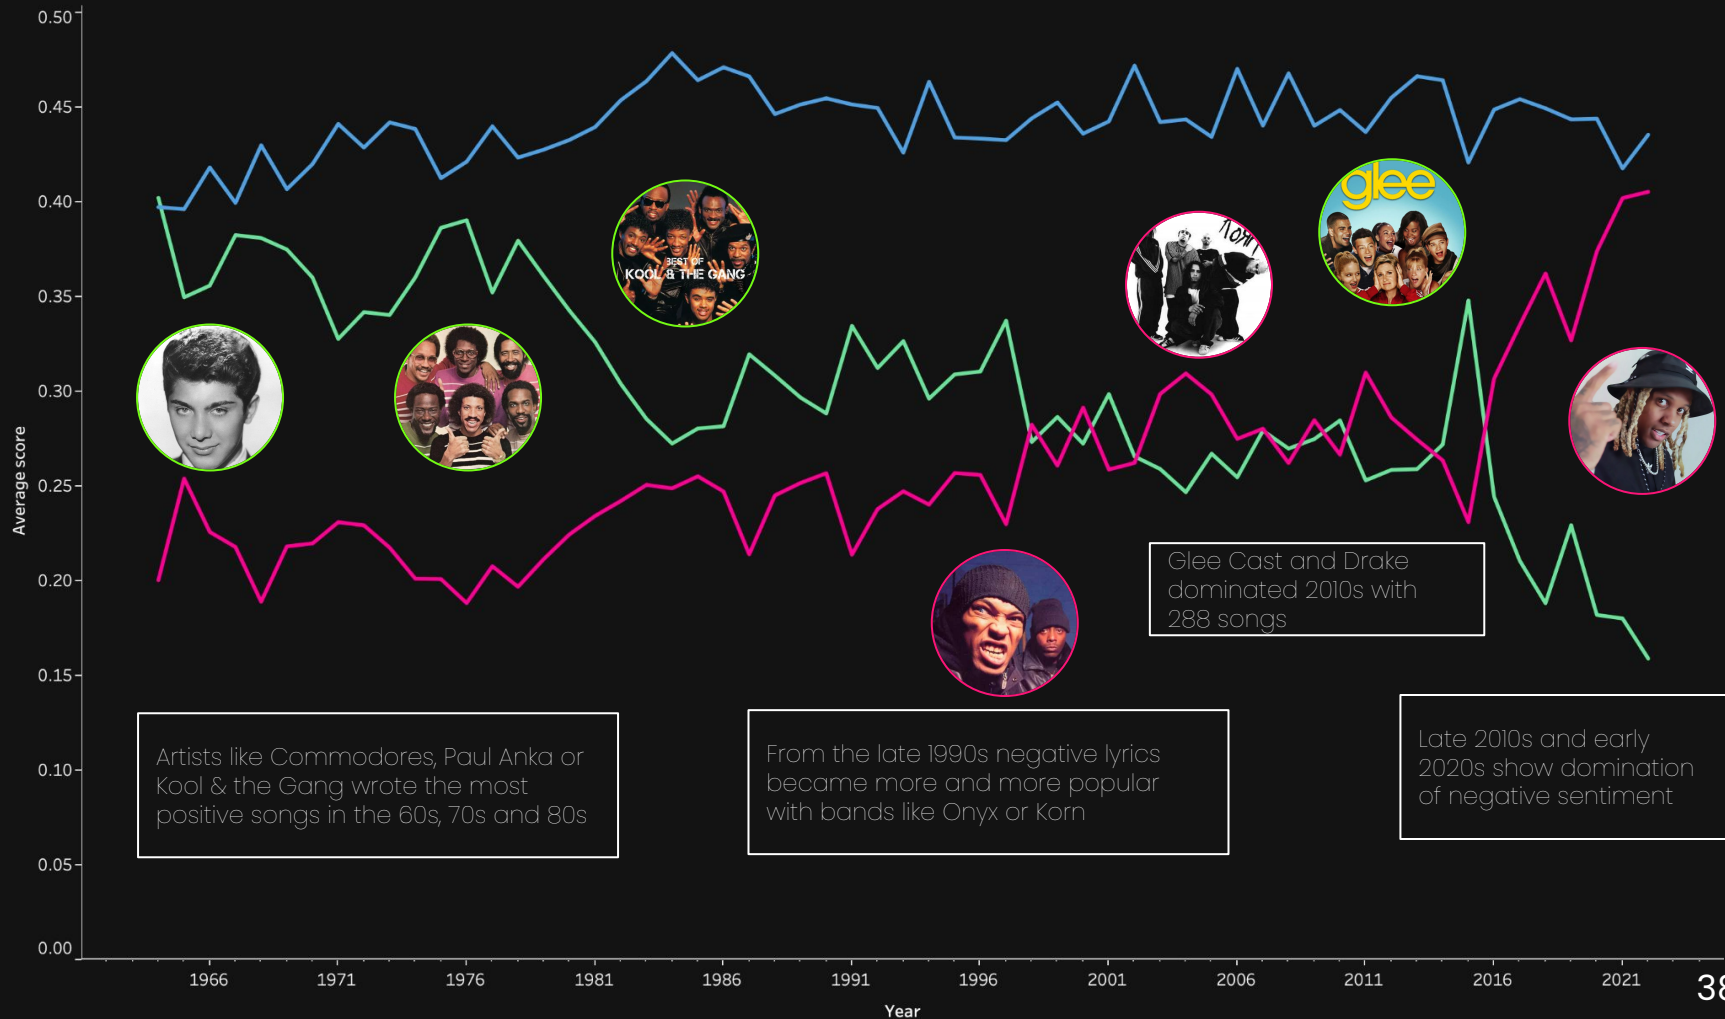 0.50
0.45
0.40
0.35
0.30
0.25
0.20
0.15
0.10
0.05
0.00
Average score
BEST OF
KOOL & THE GANG
KoRn
glee
Glee Cast and Drake
dominated 2010s with
288 songs
Artists like Commodores, Paul Anka or
Kool & the Gang wrote the most
positive songs in the 60s, 70s and 80s
From the late 1990s negative lyrics
became more and more popular
with bands like Onyx or Korn
Late 2010s and early
2020s show domination
of negative sentiment
1966 1971 1976 1981 1986 1991 1996 2001 2006 2011 2016 2021
Year
38